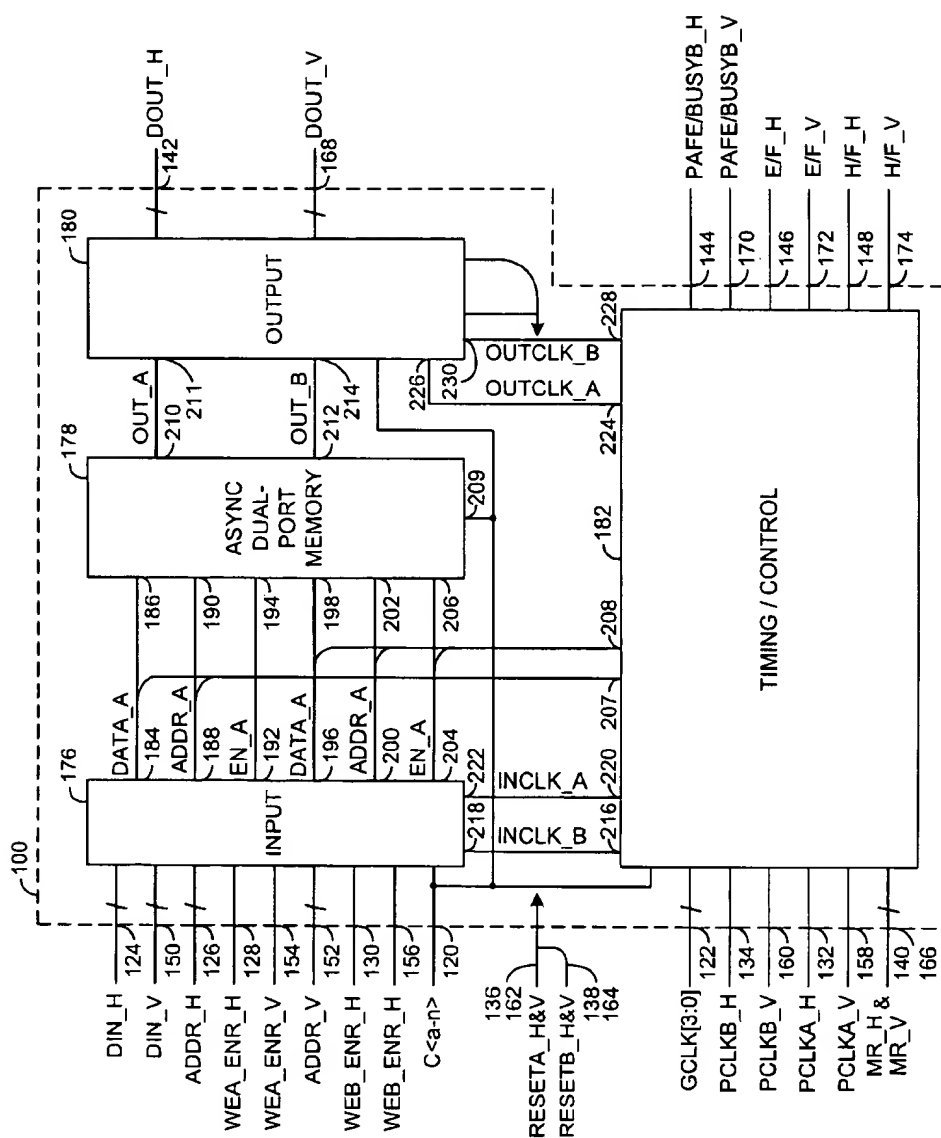 100
176
INPUT
178
ASYNC
DUAL-
PORT
MEMORY
180
OUTPUT
DIN_H
124
DIN_V
150
ADDR_H
126
WEA_ENR_H
128
WEA_ENR_V
154
ADDR_V
152
WEB_ENR_H
130
WEB_ENR_H
156
C<a-n>
120
DATA_A
184
186
ADDR_A
188
190
EN_A
192
194
DATA_A
196
198
ADDR_A
200
202
EN_A
204
206
OUT_A
210
211
OUT_B
212
214
209
DOUT_H
142
DOUT_V
168
136
162
RESETA_H&V
RESETB_H&V
138
164
218
222
INCLK_B
INCLK_A
216
220
207
208
182
226
230
OUTCLK_A
OUTCLK_B
224
228
TIMING / CONTROL
GCLK[3:0]
122
PCLKB_H
134
PCLKB_V
160
PCLKA_H
132
PCLKA_V
158
MR_H &
MR_V
140
166
PAFE/BUSYB_H
144
PAFE/BUSYB_V
170
E/F_H
146
E/F_V
172
H/F_H
148
H/F_V
174